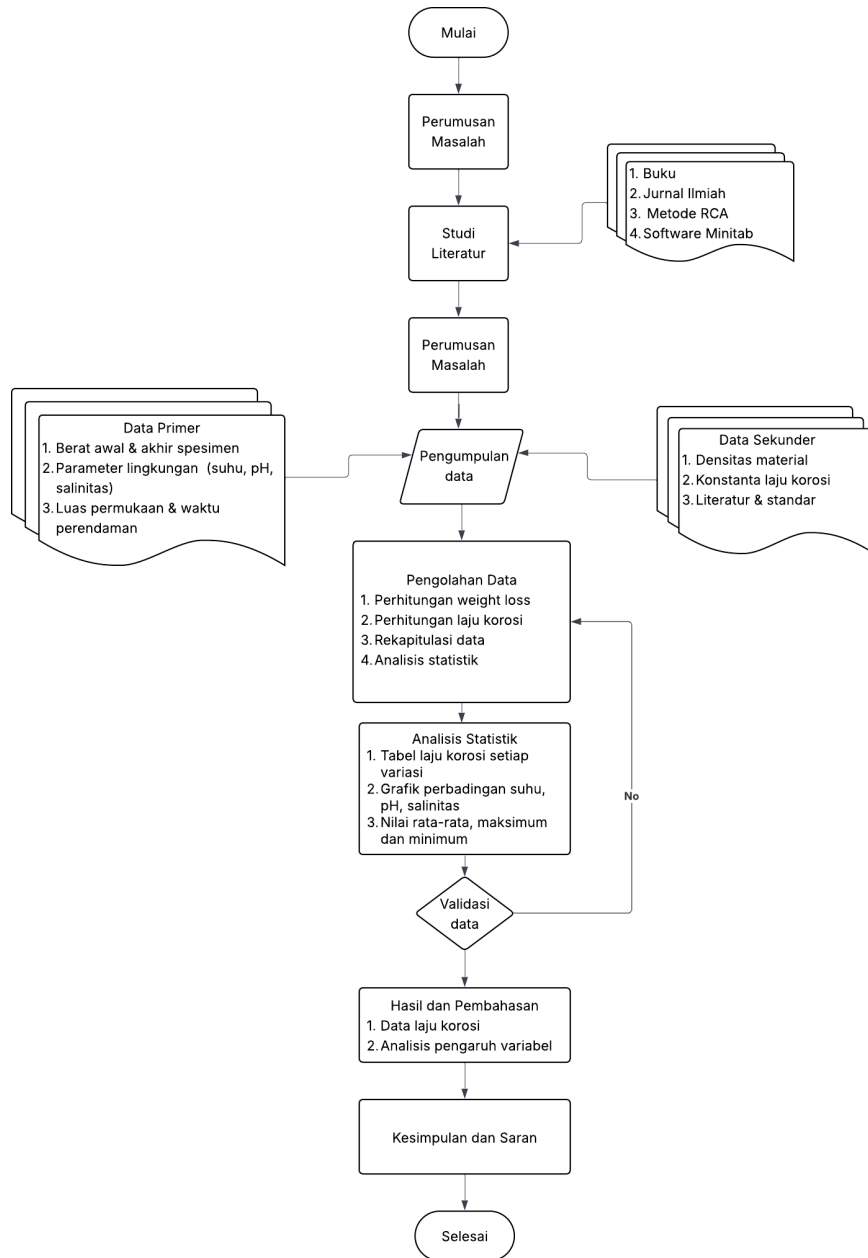 Mulai
Perumusan
Masalah
1. Buku
2. Jurnal Ilmiah
3. Metode RCA
4. Software Minitab
Studi
Literatur
Perumusan
Masalah
Data Primer
1. Berat awal & akhir spesimen
2. Parameter lingkungan (suhu, pH,
salinitas)
3. Luas permukaan & waktu
perendaman
Pengumpulan
data
Data Sekunder
1. Densitas material
2. Konstanta laju korosi
3. Literatur & standar
Pengolahan Data
1. Perhitungan weight loss
2. Perhitungan laju korosi
3. Rekapitulasi data
4. Analisis statistik
Analisis Statistik
1. Tabel laju korosi setiap
variasi
2. Grafik perbadingan suhu,
pH, salinitas
3. Nilai rata-rata, maksimum
dan minimum
No
Validasi
data
Hasil dan Pembahasan
1. Data laju korosi
2. Analisis pengaruh variabel
Kesimpulan dan Saran
Selesai